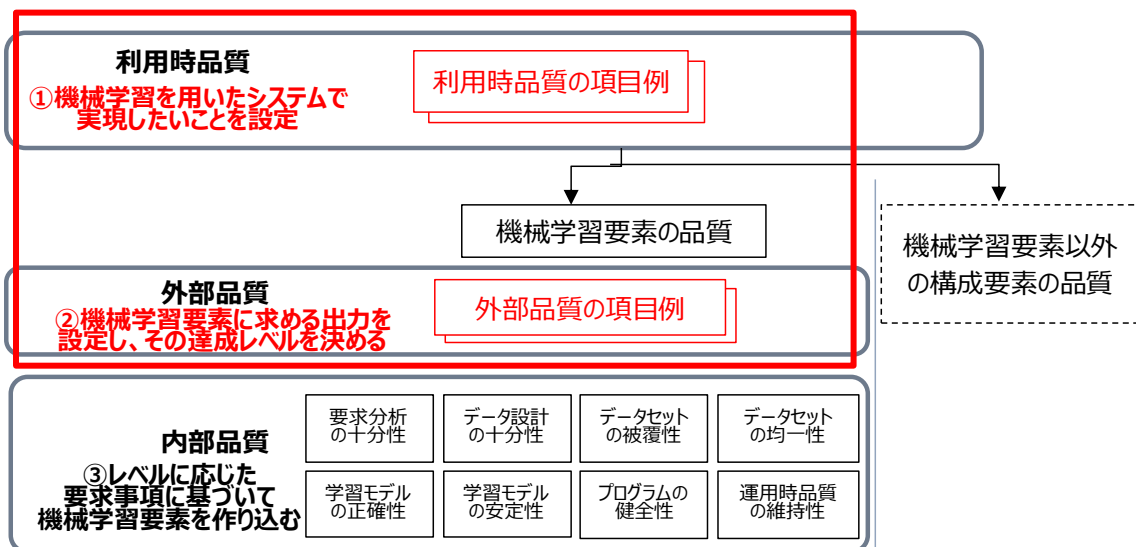 利用時品質
①機械学習を用いたシステムで
実現したいことを設定
利用時品質の項目例
機械学習要素の品質
機械学習要素以外
の構成要素の品質
外部品質
②機械学習要素に求める出力を
設定し、その達成レベルを決める
外部品質の項目例
内部品質
③レベルに応じた
要求事項に基づいて
機械学習要素を作り込む
要求分析
の十分性
データ設計
の十分性
データセット
の被覆性
データセット
の均一性
学習モデル
の正確性
学習モデル
の安定性
プログラムの
健全性
運用時品質
の維持性